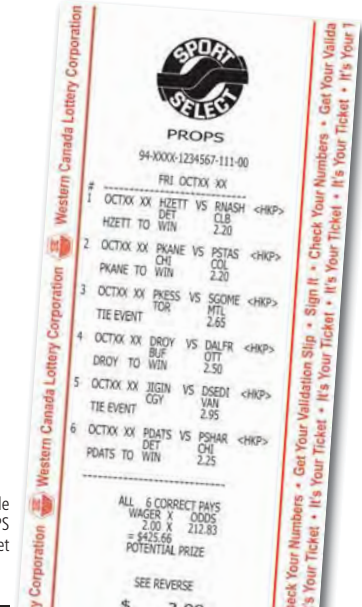 SPORT
SELECT
PROPS
94-XXXX-1234567-111-00
FRI OCTXX XX
#
1 OCTXX XX HZETT VS RNASH <HKP>
DET CLB
HZETT TO WIN 2.20
2 OCTXX XX PKANE VS PSTAS <HKP>
CHI COL
PKANE TO WIN 2.20
3 OCTXX XX PKESS VS SGOME <HKP>
TOR MTL
TIE EVENT 2.65
4 OCTXX XX DROY VS DALFR <HKP>
BUF OTT
DROY TO WIN 2.50
5 OCTXX XX JIGIN VS DSEDI <HKP>
CGY VAN
TIE EVENT 2.95
6 OCTXX XX PDATS VS PSHAR <HKP>
DET CHI
PDATS TO WIN 2.25
ALL 6 CORRECT PAYS
WAGER X ODDS
2.00 X 212.83
= $425.66
POTENTIAL PRIZE
SEE REVERSE
$
Western Canada Lottery Corporation
Western Canada Lottery Corporation
y Corporation
Check Your Numbers • Get Your Valida
It's Your Ticket • It's Your T
eck Your Numbers • Get Your Validation Slip • Sign It •
s Your Ticket • It's Your Ticket • It's Your Ticket •
de
PS
et